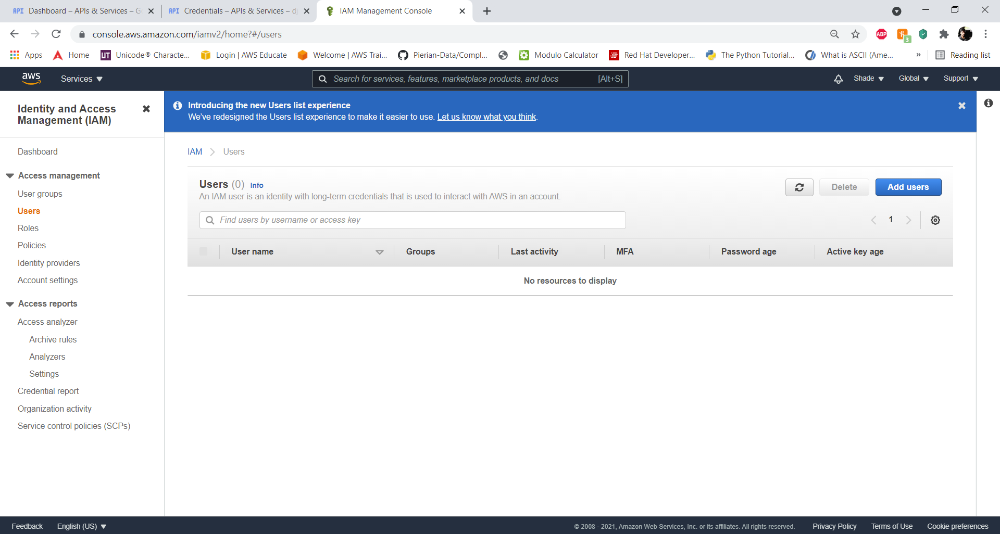 API Dashboard – APIs & Services – G
API Credentials – APIs & Services – d
IAM Management Console
console.aws.amazon.com/iamv2/home?#/users
ABP
3
Apps
Home
UT Unicode® Characte...
Login | AWS Educate
Welcome | AWS Trai...
Pierian-Data/Compl...
Modulo Calculator
Red Hat Developer...
The Python Tutorial...
What is ASCII (Ame...
»
Reading list
aws
Services
Search for services, features, marketplace products, and docs [Alt+S]
Shade
Global
Support
Identity and Access
Management (IAM)
Dashboard
Access management
User groups
Users
Roles
Policies
Identity providers
Account settings
Access reports
Access analyzer
Archive rules
Analyzers
Settings
Credential report
Organization activity
Service control policies (SCPs)
Introducing the new Users list experience
We've redesigned the Users list experience to make it easier to use. Let us know what you think.
IAM > Users
Users (0) Info
An IAM user is an identity with long-term credentials that is used to interact with AWS in an account.
Delete
Add users
Find users by username or access key
1
User name
Groups
Last activity
MFA
Password age
Active key age
No resources to display
Feedback
English (US)
© 2008 - 2021, Amazon Web Services, Inc. or its affiliates. All rights reserved.
Privacy Policy
Terms of Use
Cookie preferences